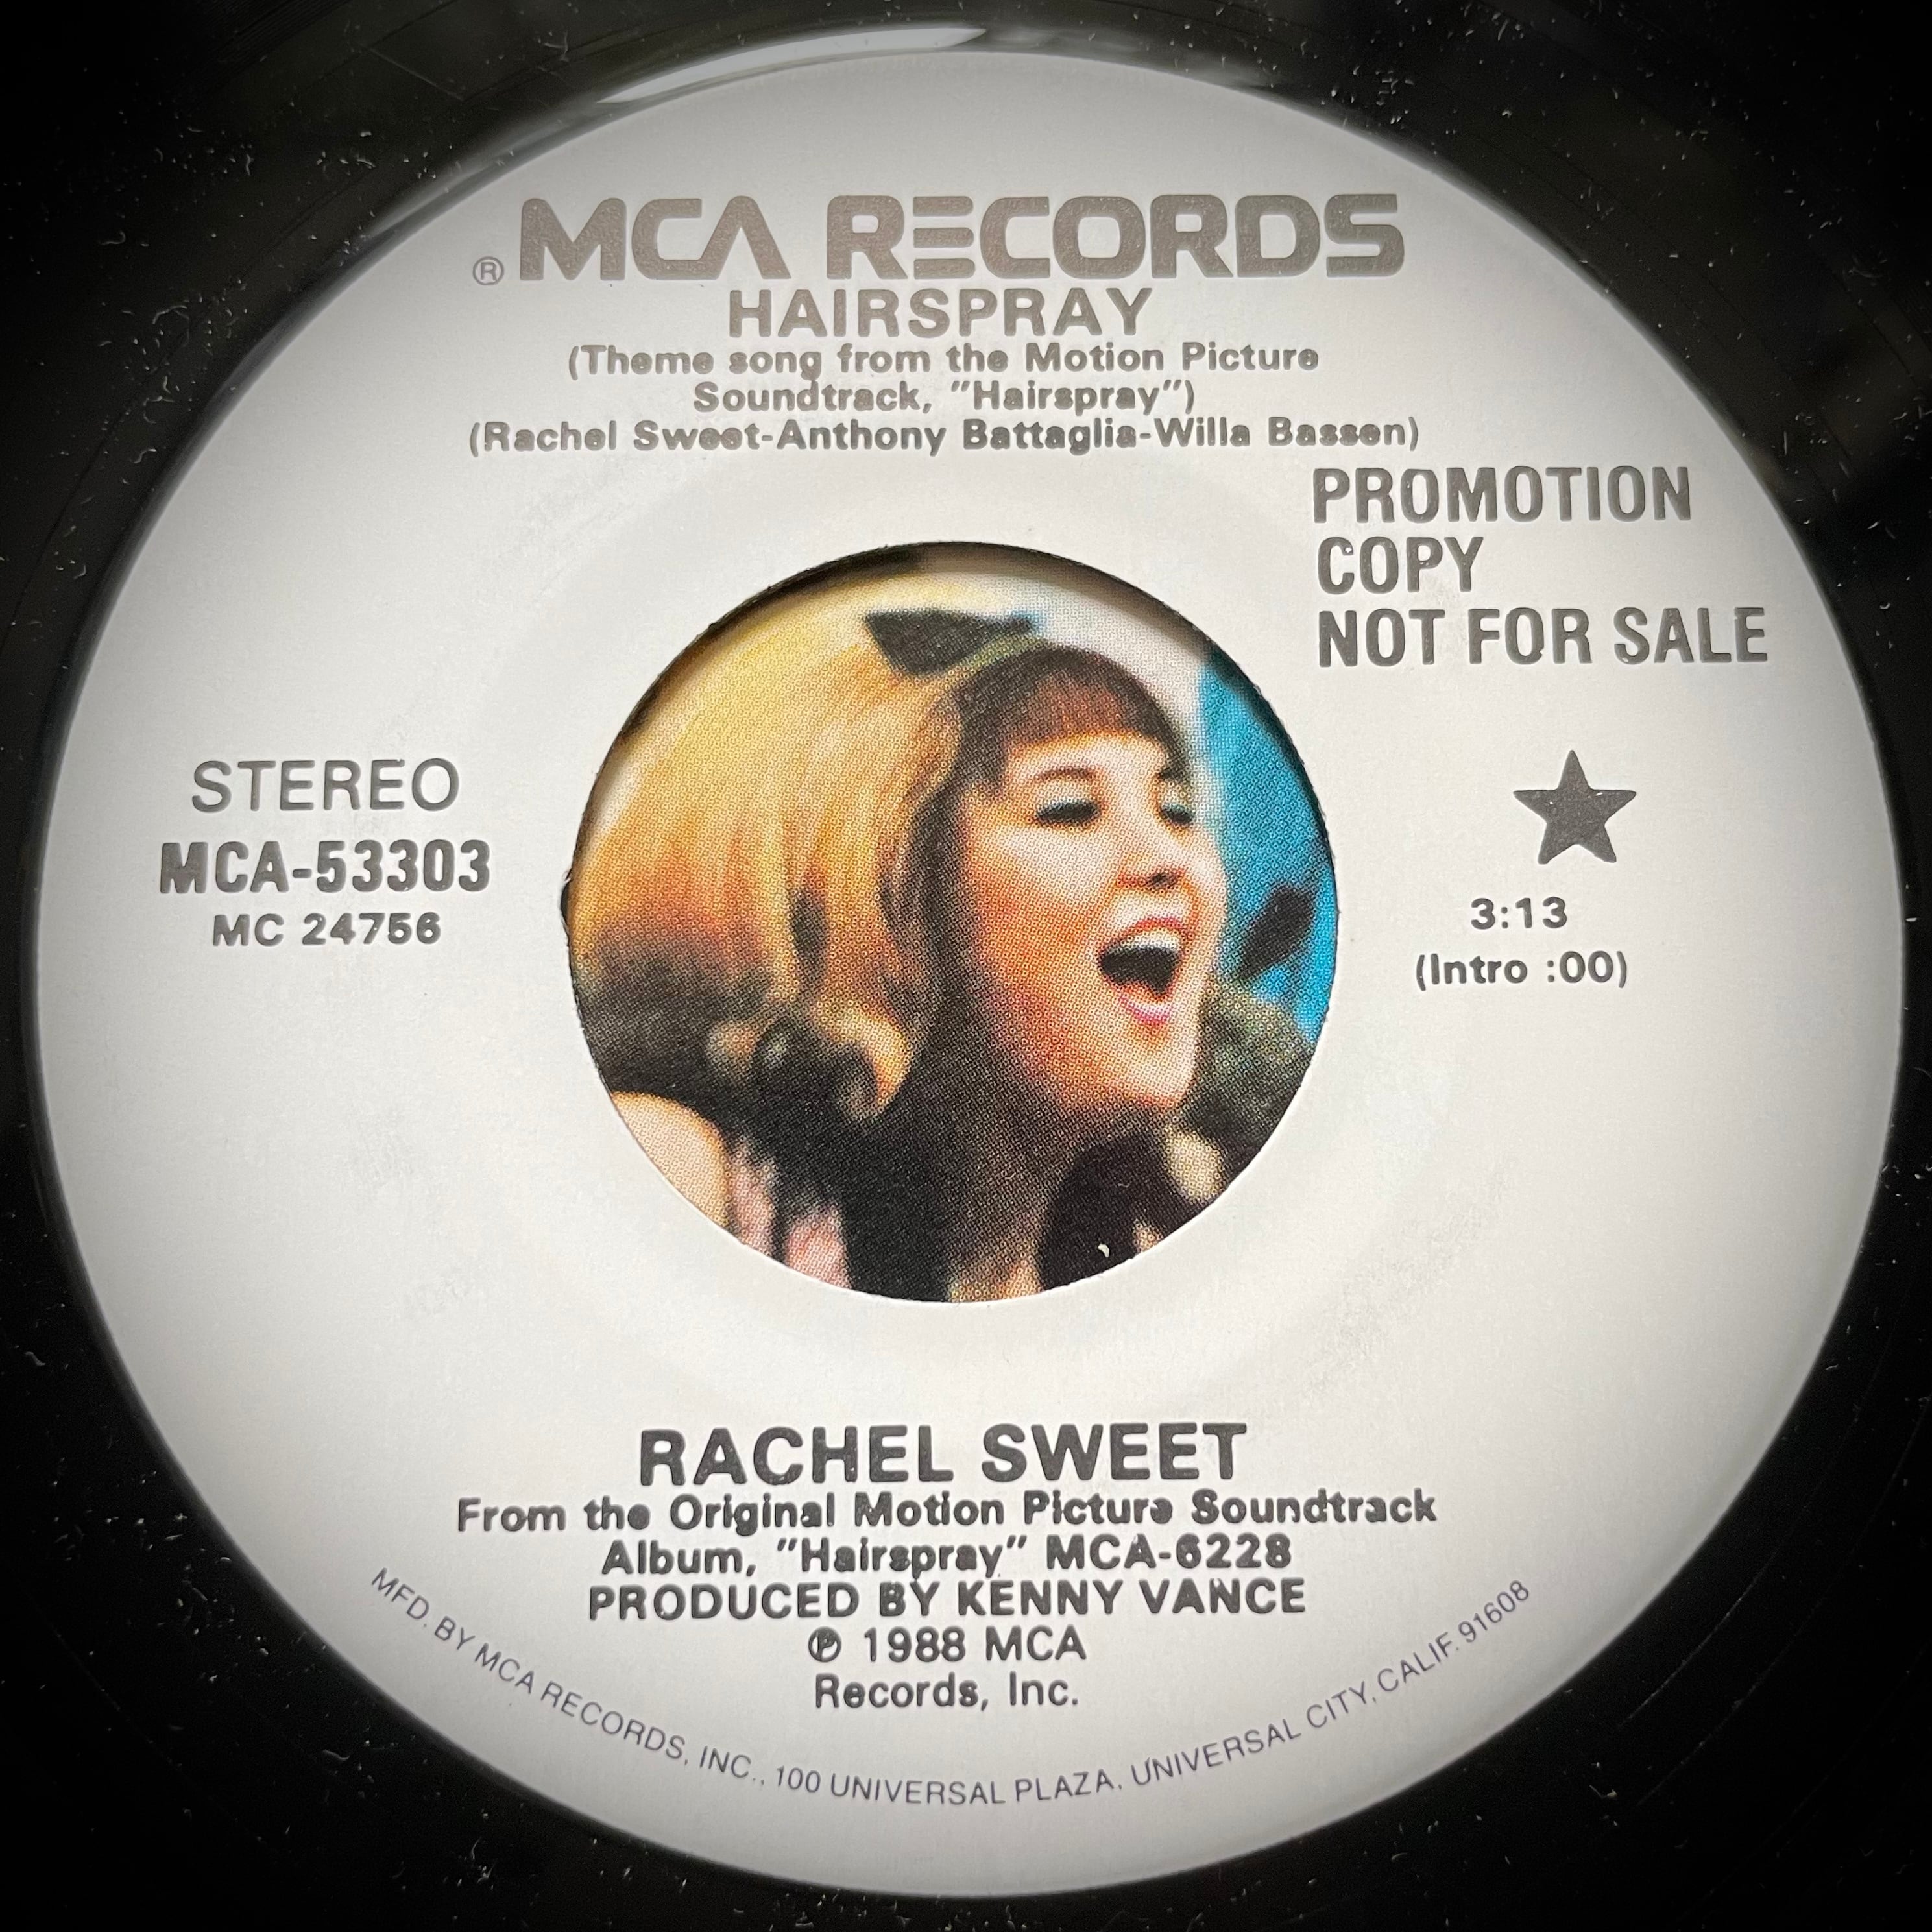 ® MCA RECORDS
HAIRSPRAY
(Theme song from the Motion Picture
Soundtrack, "Hairspray")
(Rachel Sweet-Anthony Battaglia-Willa Bassen)
PROMOTION
COPY
NOT FOR SALE
STEREO
MCA-53303
MC 24756
3:13
(Intro :00)
RACHEL SWEET
From the Original Motion Picture Soundtrack
Album, "Hairspray" MCA-6228
PRODUCED BY KENNY VANCE
℗ 1988 MCA
Records, Inc.
MFD. BY MCA RECORDS, INC., 100 UNIVERSAL PLAZA, UNIVERSAL CITY, CALIF. 91608